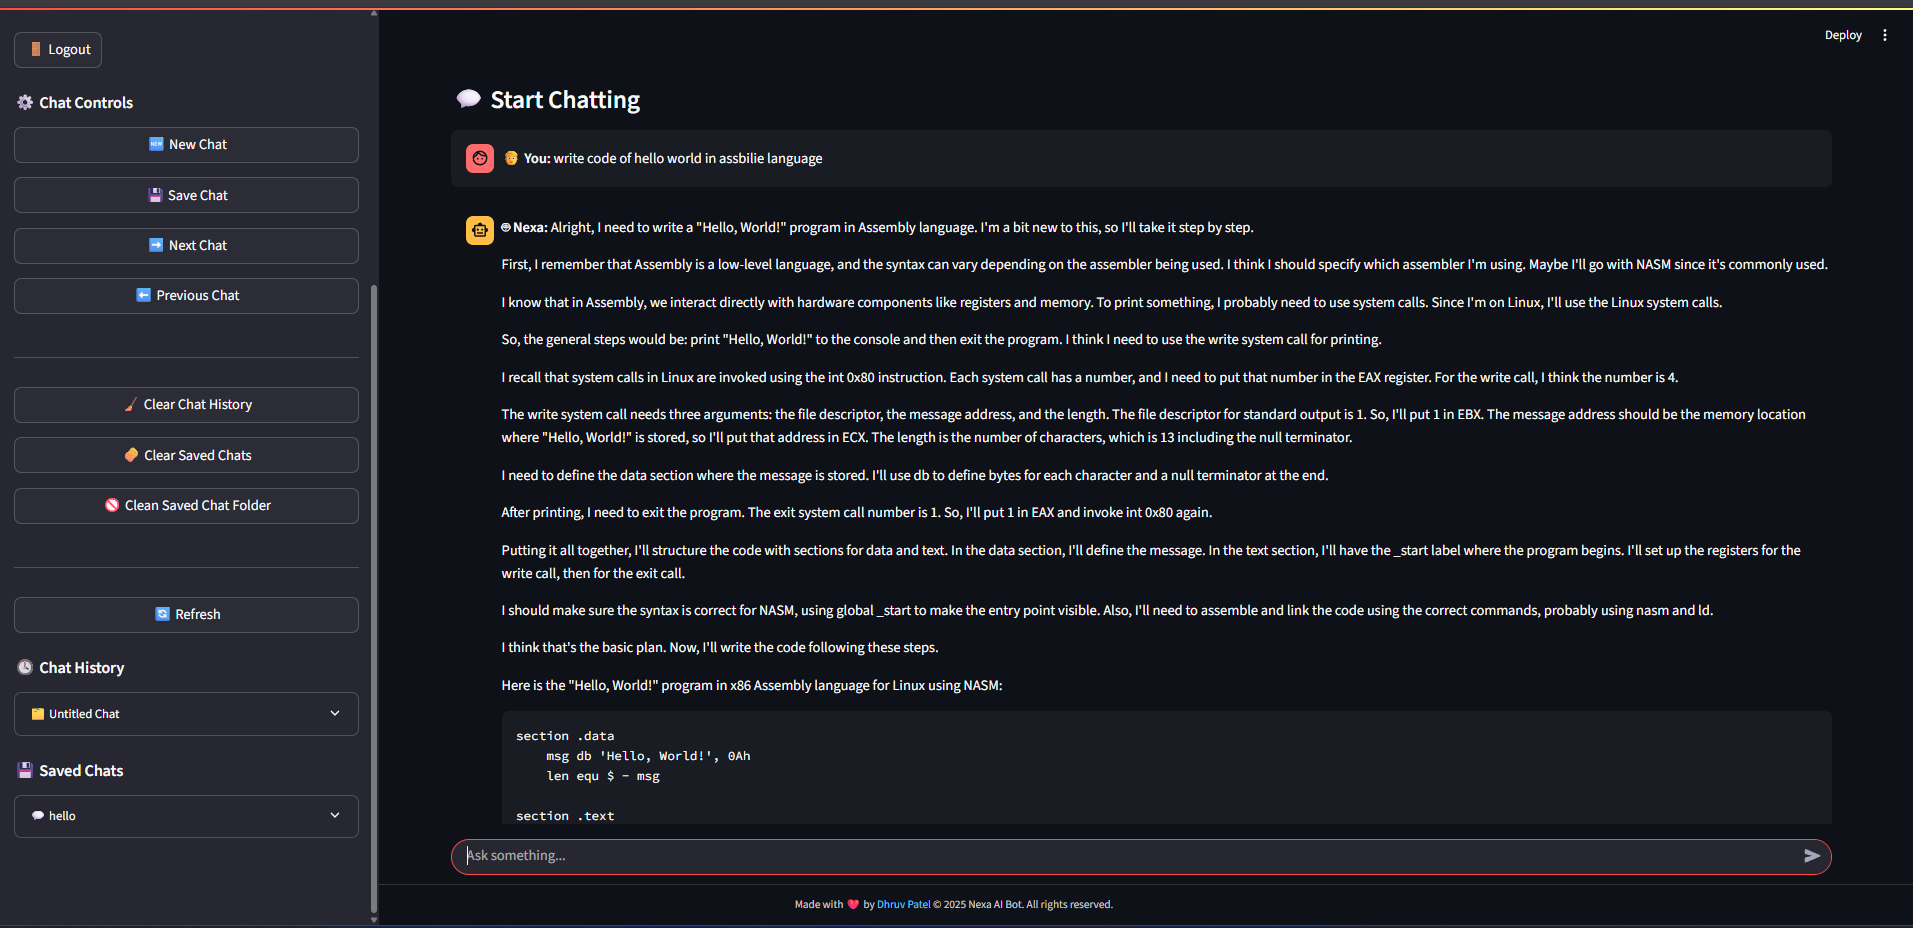 Logout
Chat Controls
New Chat
Save Chat
Next Chat
Previous Chat
Clear Chat History
Clear Saved Chats
Clean Saved Chat Folder
Refresh
Chat History
Untitled Chat
Saved Chats
hello
Deploy
Start Chatting
You: write code of hello world in assbilie language
Nexa: Alright, I need to write a "Hello, World!" program in Assembly language. I'm a bit new to this, so I'll take it step by step.
First, I remember that Assembly is a low-level language, and the syntax can vary depending on the assembler being used. I think I should specify which assembler I'm using. Maybe I'll go with NASM since it's commonly used.
I know that in Assembly, we interact directly with hardware components like registers and memory. To print something, I probably need to use system calls. Since I'm on Linux, I'll use the Linux system calls.
So, the general steps would be: print "Hello, World!" to the console and then exit the program. I think I need to use the write system call for printing.
I recall that system calls in Linux are invoked using the int 0x80 instruction. Each system call has a number, and I need to put that number in the EAX register. For the write call, I think the number is 4.
The write system call needs three arguments: the file descriptor, the message address, and the length. The file descriptor for standard output is 1. So, I'll put 1 in EBX. The message address should be the memory location
where "Hello, World!" is stored, so I'll put that address in ECX. The length is the number of characters, which is 13 including the null terminator.
I need to define the data section where the message is stored. I'll use db to define bytes for each character and a null terminator at the end.
After printing, I need to exit the program. The exit system call number is 1. So, I'll put 1 in EAX and invoke int 0x80 again.
Putting it all together, I'll structure the code with sections for data and text. In the data section, I'll define the message. In the text section, I'll have the _start label where the program begins. I'll set up the registers for the
write call, then for the exit call.
I should make sure the syntax is correct for NASM, using global _start to make the entry point visible. Also, I'll need to assemble and link the code using the correct commands, probably using nasm and ld.
I think that's the basic plan. Now, I'll write the code following these steps.
Here is the "Hello, World!" program in x86 Assembly language for Linux using NASM:
section .data
    msg db 'Hello, World!', 0Ah
    len equ $ - msg
section .text
Ask something...
Made with ❤️ by Dhruv Patel © 2025 Nexa AI Bot. All rights reserved.